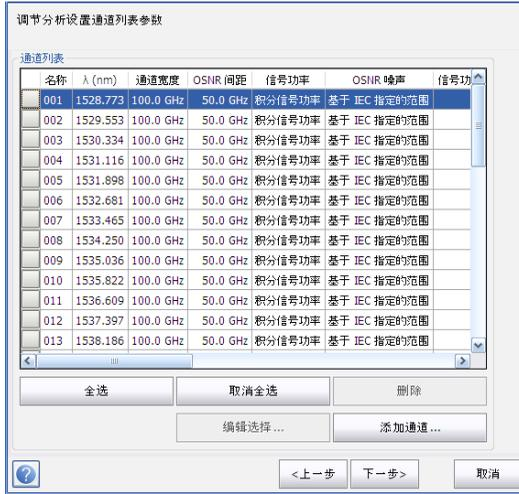 调节分析设置通道列表参数
通道列表
名称 λ (nm) 通道宽度 OSNR 间距 信号功率 OSNR 噪声 信号功
001 1528.773 100.0 GHz 50.0 GHz 积分信号功率 基于 IEC 指定的范围
002 1529.553 100.0 GHz 50.0 GHz 积分信号功率 基于 IEC 指定的范围
003 1530.334 100.0 GHz 50.0 GHz 积分信号功率 基于 IEC 指定的范围
004 1531.116 100.0 GHz 50.0 GHz 积分信号功率 基于 IEC 指定的范围
005 1531.898 100.0 GHz 50.0 GHz 积分信号功率 基于 IEC 指定的范围
006 1532.681 100.0 GHz 50.0 GHz 积分信号功率 基于 IEC 指定的范围
007 1533.465 100.0 GHz 50.0 GHz 积分信号功率 基于 IEC 指定的范围
008 1534.250 100.0 GHz 50.0 GHz 积分信号功率 基于 IEC 指定的范围
009 1535.036 100.0 GHz 50.0 GHz 积分信号功率 基于 IEC 指定的范围
010 1535.822 100.0 GHz 50.0 GHz 积分信号功率 基于 IEC 指定的范围
011 1536.609 100.0 GHz 50.0 GHz 积分信号功率 基于 IEC 指定的范围
012 1537.397 100.0 GHz 50.0 GHz 积分信号功率 基于 IEC 指定的范围
013 1538.186 100.0 GHz 50.0 GHz 积分信号功率 基于 IEC 指定的范围
全选 取消全选 删除
编辑选择 ... 添加通道 ...
? <上一步 下一步> 取消